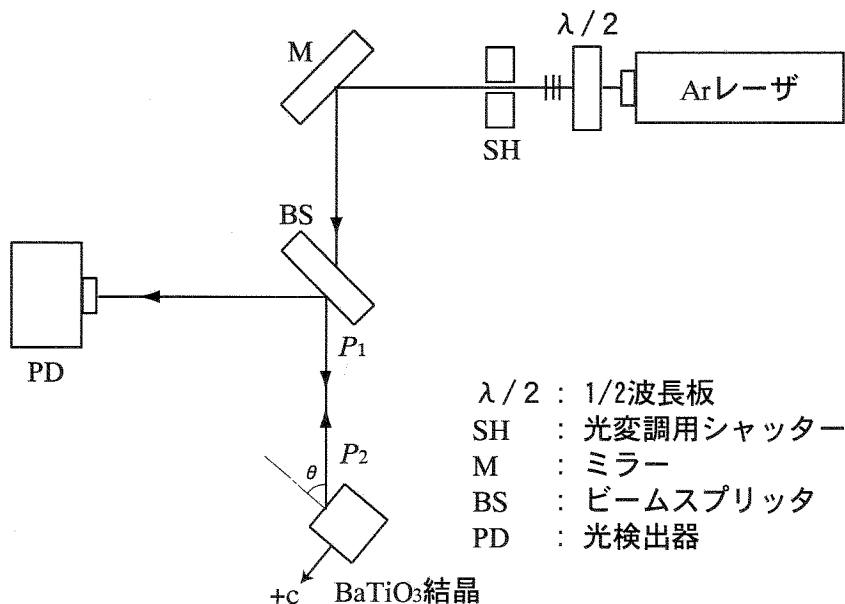 λ/2
M
Arレーザ
SH
BS
P1
PD
P2
θ
+c
BaTiO3結晶
λ/2 : 1/2波長板
SH : 光変調用シャッター
M : ミラー
BS : ビームスプリッタ
PD : 光検出器